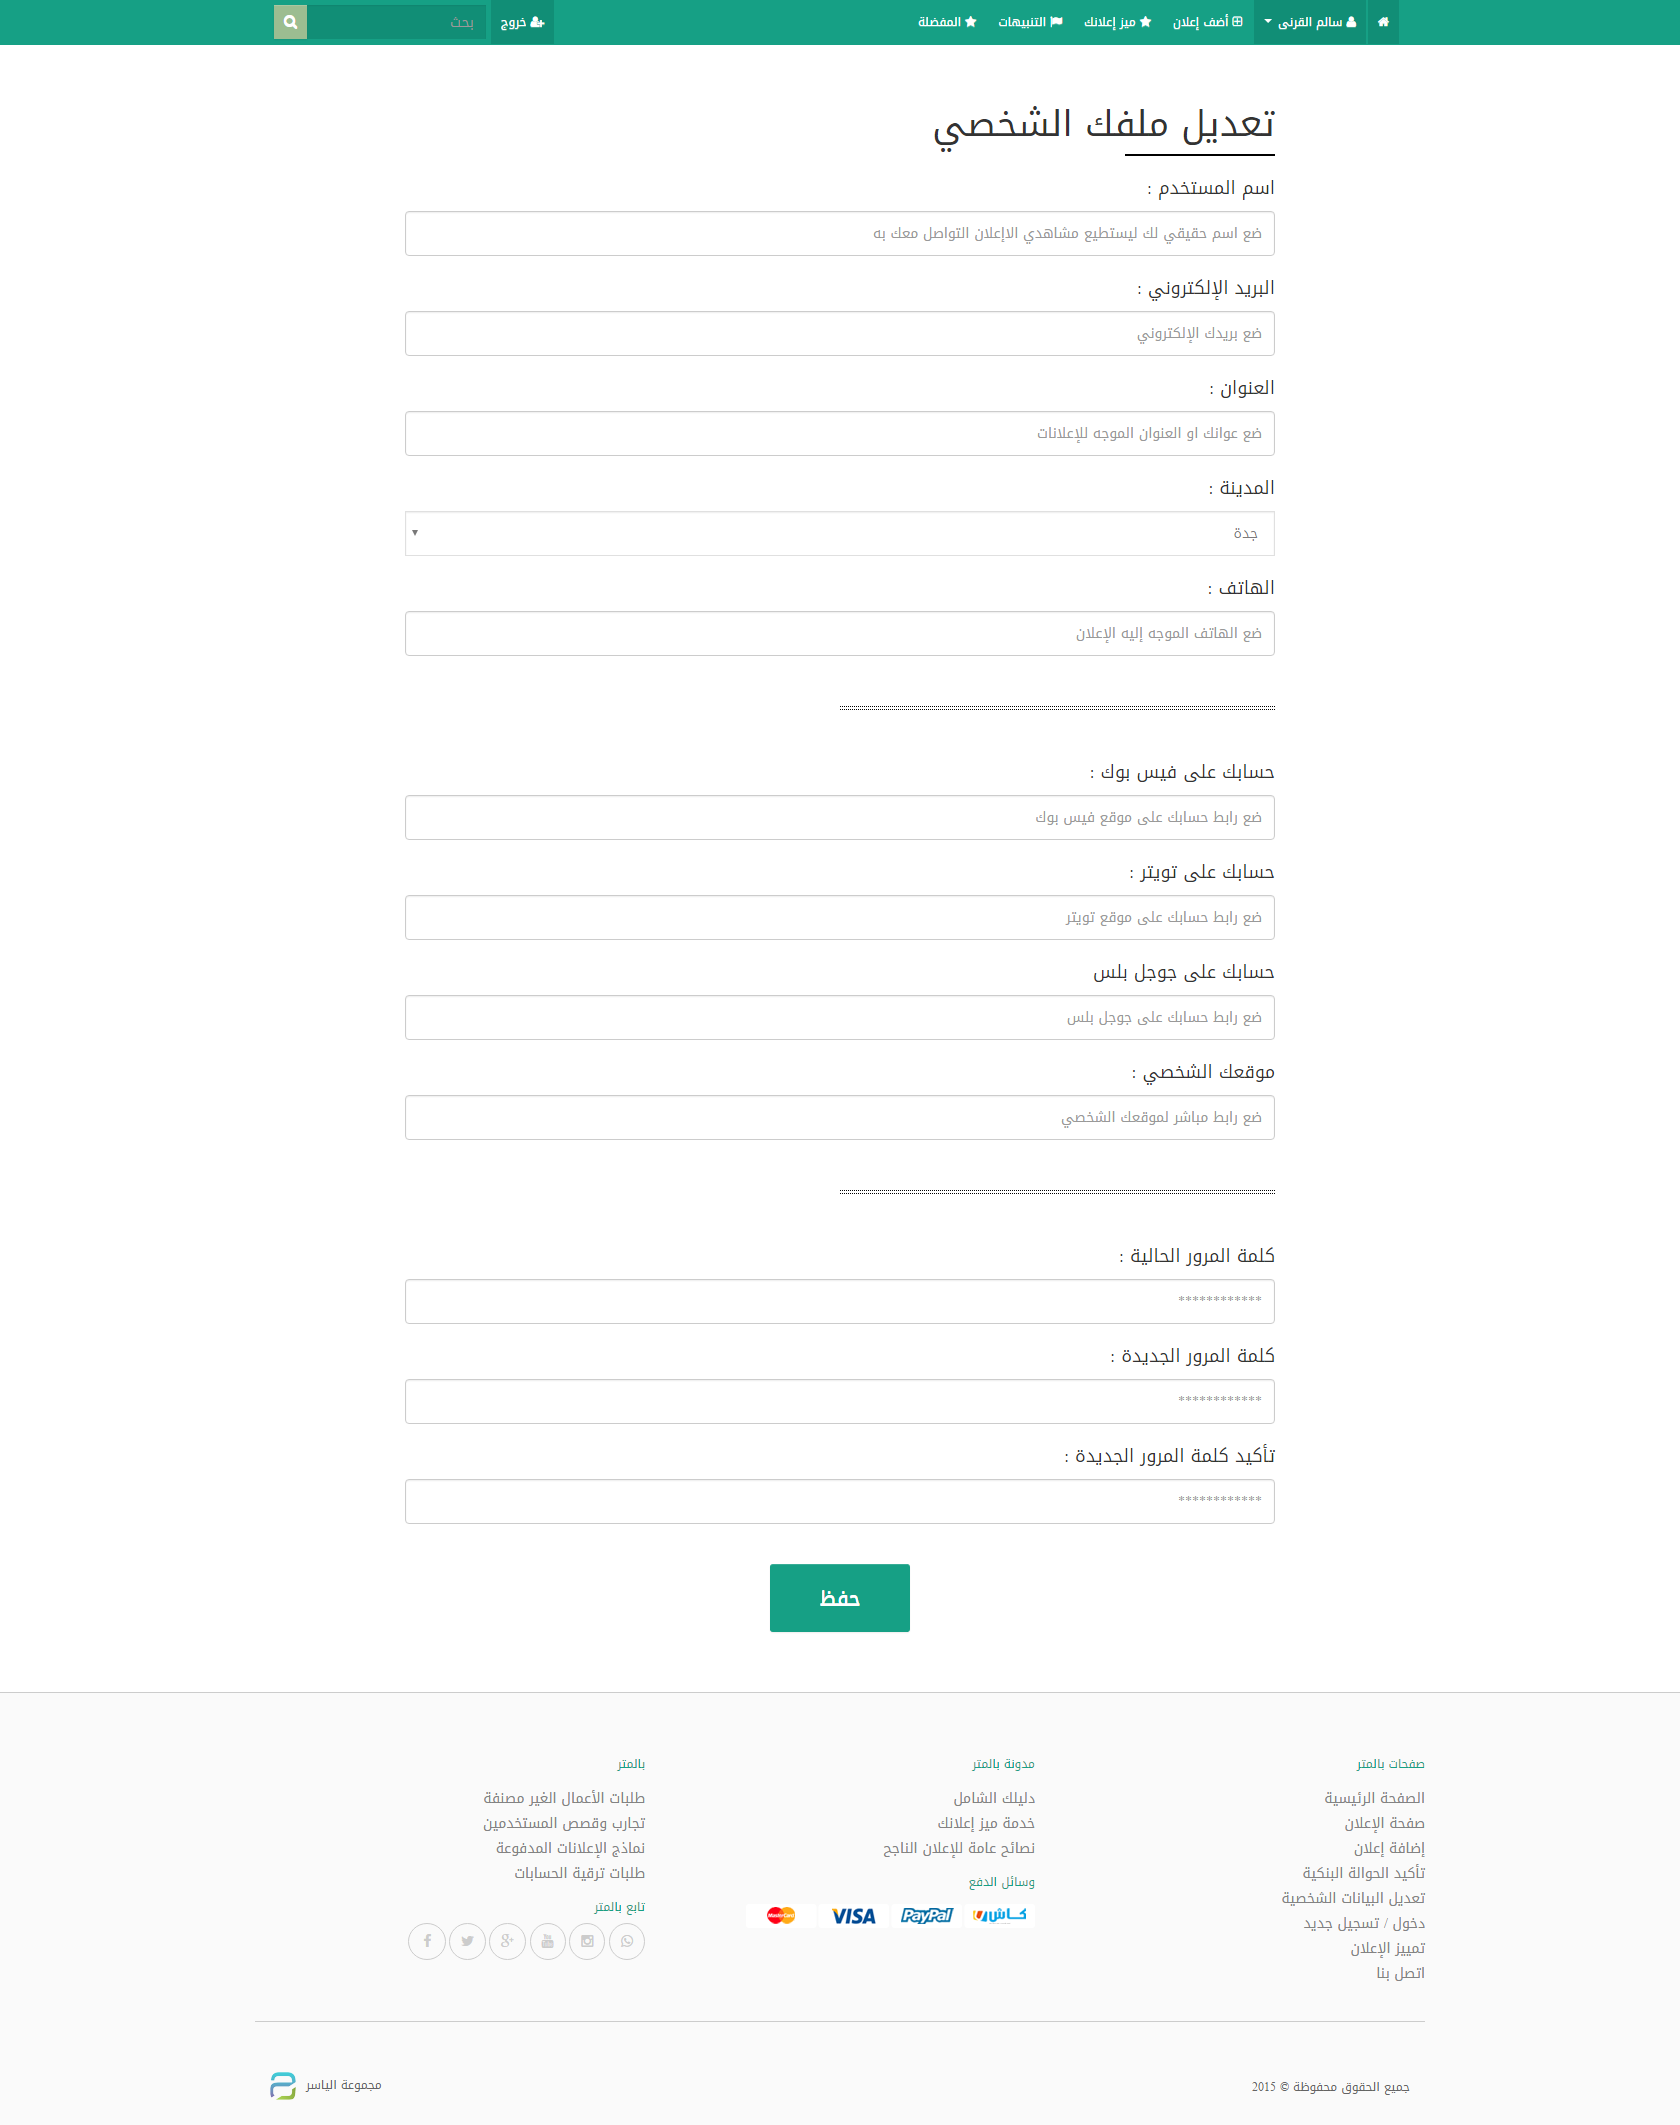 سالم القرنى
أضف إعلان
ميز إعلانك
التنبيهات
المفضلة
خروج
بحث
تعديل ملفك الشخصي
اسم المستخدم :
ضع اسم حقيقي لك ليستطيع مشاهدي الاإعلان التواصل معك به
البريد الإلكتروني :
ضع بريدك الإلكتروني
العنوان :
ضع عوانك او العنوان الموجه للإعلانات
المدينة :
جدة
الهاتف :
ضع الهاتف الموجه إليه الإعلان
حسابك على فيس بوك :
ضع رابط حسابك على موقع فيس بوك
حسابك على تويتر :
ضع رابط حسابك على موقع تويتر
حسابك على جوجل بلس
ضع رابط حسابك على جوجل بلس
موقعك الشخصي :
ضع رابط مباشر لموقعك الشخصي
كلمة المرور الحالية :
************
كلمة المرور الجديدة :
************
تأكيد كلمة المرور الجديدة :
************
حفظ
صفحات بالمتر
الصفحة الرئيسية
صفحة الإعلان
إضافة إعلان
تأكيد الحوالة البنكية
تعديل البيانات الشخصية
دخول / تسجيل جديد
تمييز الإعلان
اتصل بنا
مدونة بالمتر
دليلك الشامل
خدمة ميز إعلانك
نصائح عامة للإعلان الناجح
وسائل الدفع
كاش
PayPal
VISA
MasterCard
بالمتر
طلبات الأعمال الغير مصنفة
تجارب وقصص المستخدمين
نماذج الإعلانات المدفوعة
طلبات ترقية الحسابات
تابع بالمتر
جميع الحقوق محفوظة © 2015
مجموعة الياسر